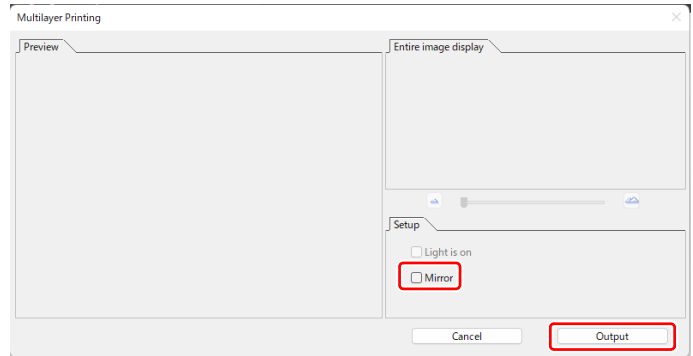 Multilayer Printing
Preview
Entire image display
Setup
Light is on
Mirror
Cancel
Output